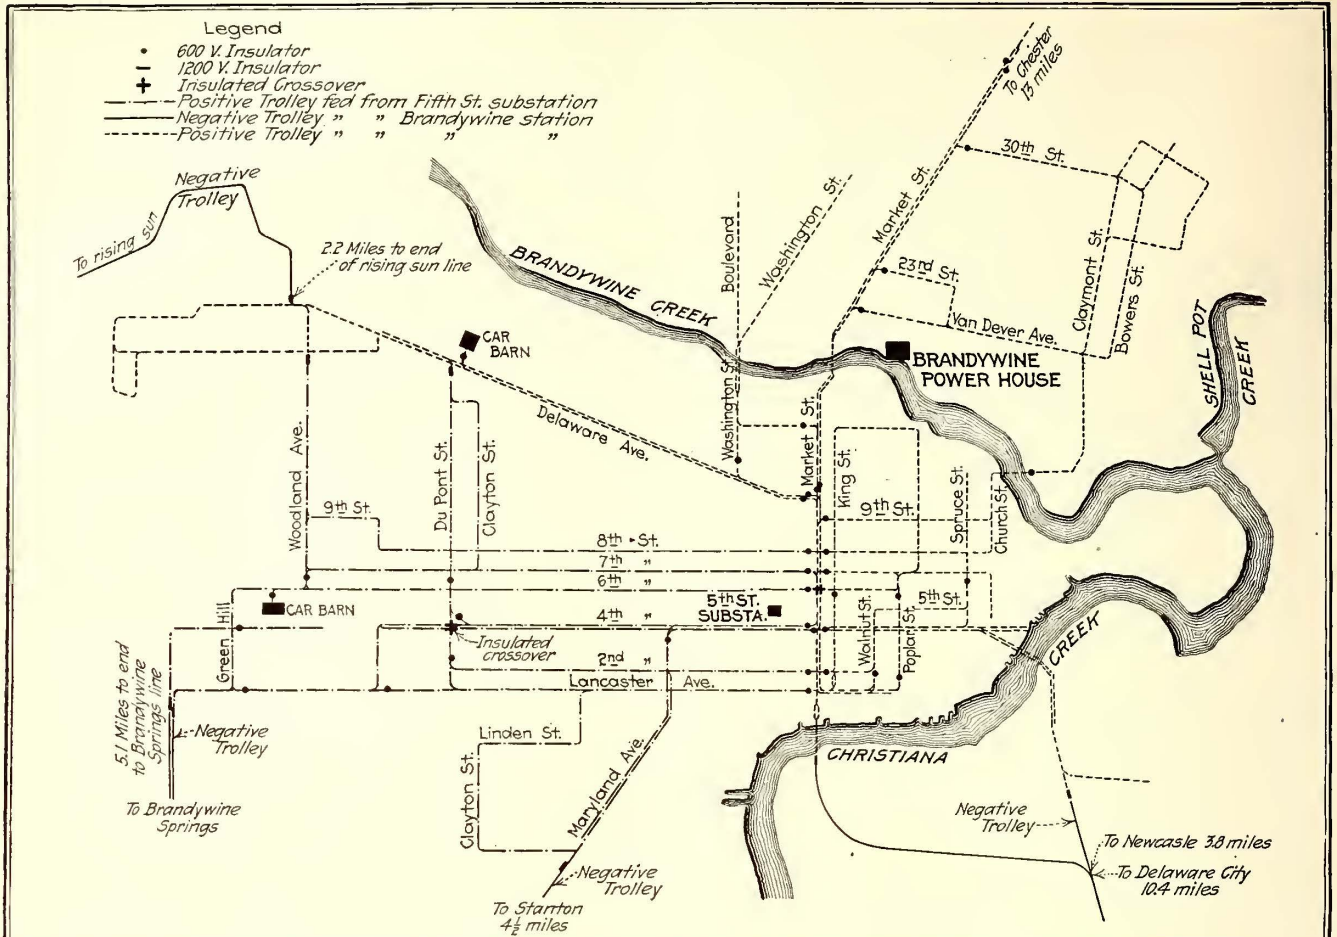 Legend
600 V. Insulator
1200 V. Insulator
Insulated Crossover
Positive Trolley fed from Fifth St. substation
Negative Trolley " " Brandywine station
Positive Trolley " " " "
Negative
Trolley
To rising sun
2.2 Miles to end
of rising sun line
CAR
BARN
BRANDYWINE CREEK
Boulevard
Washington St.
Market St.
To Chester
13 miles
30th St.
23rd St.
Van Dever Ave.
Claymont St.
Bowers St.
SHELL POT
CREEK
BRANDYWINE
POWER HOUSE
Washington St.
Market St.
Delaware Ave.
Woodland Ave.
Du Pont St.
Clayton St.
King St.
Spruce St.
Church St.
9th St.
9th St.
8th St.
7th "
6th "
CAR BARN
Green Hill
5th ST.
SUBSTA.
4th "
5th St.
Walnut St.
Poplar St.
Insulated
crossover
2nd "
Lancaster Ave.
5.1 Miles to end
to Brandywine
Springs line
Negative
Trolley
To Brandywine
Springs
Linden St.
Clayton St.
Maryland Ave.
Negative
Trolley
To Stanton
4½ miles
CHRISTIANA CREEK
Negative
Trolley
To Newcasle 3.8 miles
To Delaware City
10.4 miles